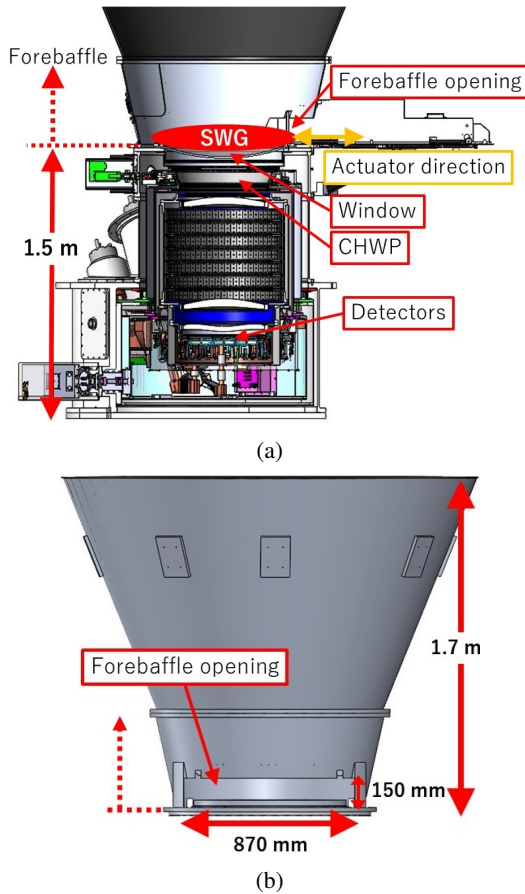 Forebaffle
Forebaffle opening
SWG
Actuator direction
Window
1.5 m
CHWP
Detectors
(a)
1.7 m
Forebaffle opening
150 mm
870 mm
(b)